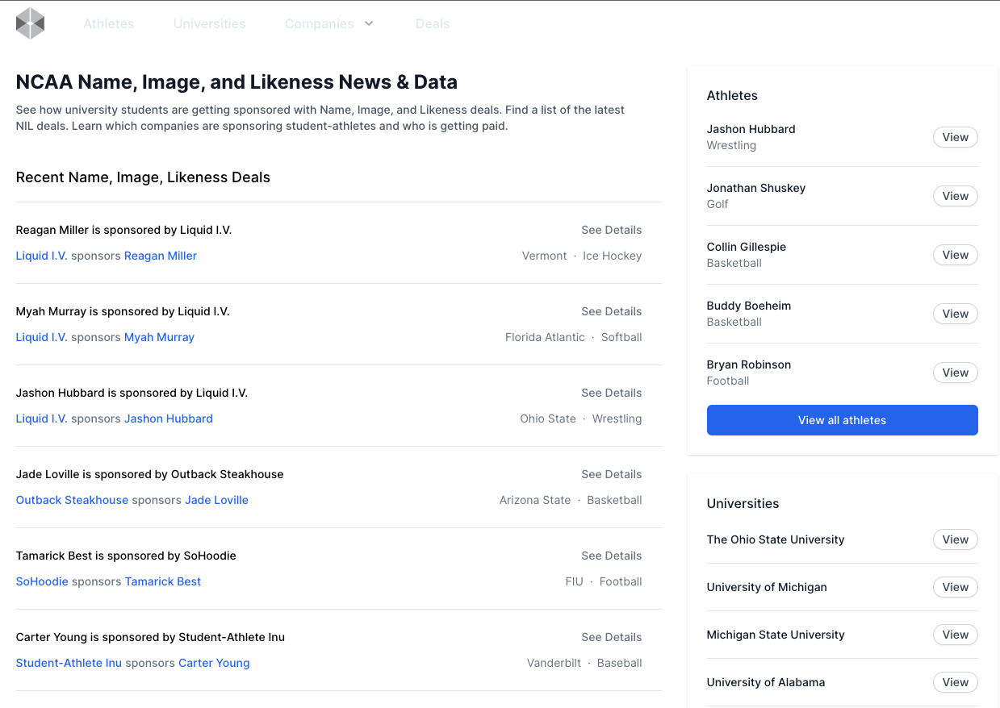 Athletes
Universities
Companies
Deals
NCAA Name, Image, and Likeness News & Data
See how university students are getting sponsored with Name, Image, and Likeness deals. Find a list of the latest
NIL deals. Learn which companies are sponsoring student-athletes and who is getting paid.
Recent Name, Image, Likeness Deals
Reagan Miller is sponsored by Liquid I.V.
See Details
Liquid I.V. sponsors Reagan Miller
Vermont · Ice Hockey
Myah Murray is sponsored by Liquid I.V.
See Details
Liquid I.V. sponsors Myah Murray
Florida Atlantic · Softball
Jashon Hubbard is sponsored by Liquid I.V.
See Details
Liquid I.V. sponsors Jashon Hubbard
Ohio State · Wrestling
Jade Loville is sponsored by Outback Steakhouse
See Details
Outback Steakhouse sponsors Jade Loville
Arizona State · Basketball
Tamarick Best is sponsored by SoHoodie
See Details
SoHoodie sponsors Tamarick Best
FIU · Football
Carter Young is sponsored by Student-Athlete Inu
See Details
Student-Athlete Inu sponsors Carter Young
Vanderbilt · Baseball
Athletes
Jashon Hubbard
Wrestling
View
Jonathan Shuskey
Golf
View
Collin Gillespie
Basketball
View
Buddy Boeheim
Basketball
View
Bryan Robinson
Football
View
View all athletes
Universities
The Ohio State University
View
University of Michigan
View
Michigan State University
View
University of Alabama
View